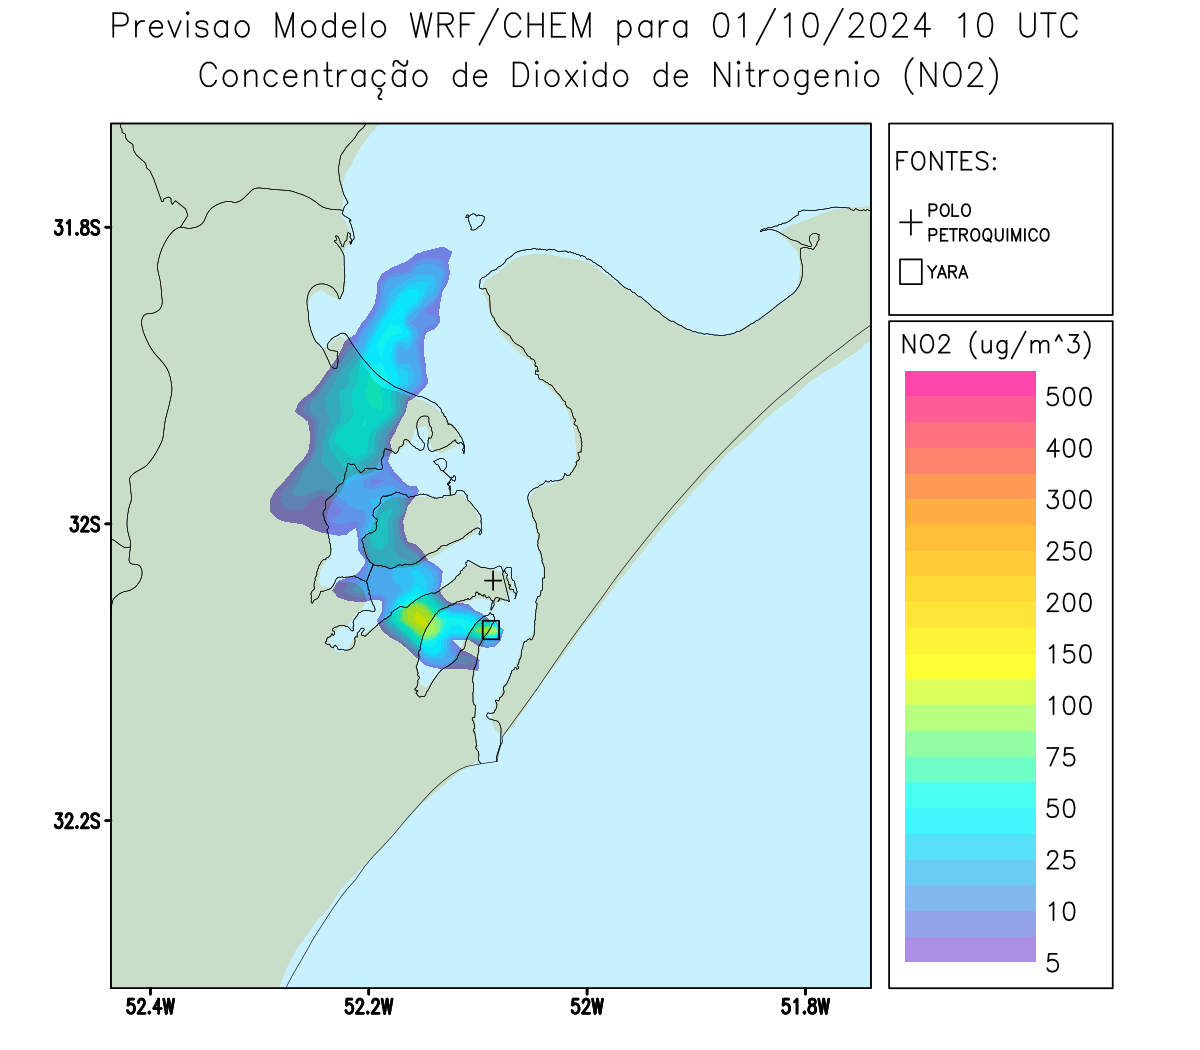 Previsao Modelo WRF/CHEM para 01/10/2024 10 UTC
Concentração de Dioxido de Nitrogenio (NO2)
FONTES:
POLO
PETROQUIMICO
YARA
31.8S
32S
32.2S
52.4W
52.2W
52W
51.8W
NO2 (ug/m^3)
500
400
300
250
200
150
100
75
50
25
10
5